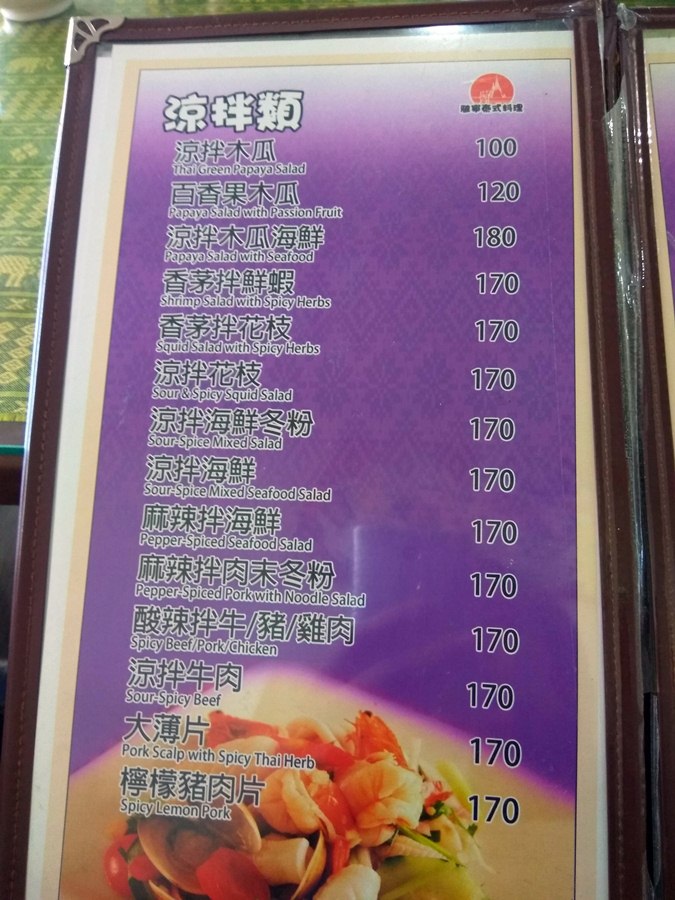 涼拌類
涼拌木瓜 100
Thai Green Papaya Salad
百香果木瓜 120
Papaya Salad with Passion Fruit
涼拌木瓜海鮮 180
Papaya Salad with Seafood
香茅拌鮮蝦 170
Shrimp Salad with Spicy Herbs
香茅拌花枝 170
Squid Salad with Spicy Herbs
涼拌花枝 170
Sour & Spicy Squid Salad
涼拌海鮮冬粉 170
Sour-Spice Mixed Salad
涼拌海鮮 170
Sour-Spice Mixed Seafood Salad
麻辣拌海鮮 170
Pepper-Spiced Seafood Salad
麻辣拌肉末冬粉 170
Pepper-Spiced Pork with Noodle Salad
酸辣拌牛/豬/雞肉 170
Spicy Beef/Pork/Chicken
涼拌牛肉 170
Sour-Spicy Beef
大薄片 170
Pork Scalp with Spicy Thai Herb
檸檬豬肉片 170
Spicy Lemon Pork
泰式料理